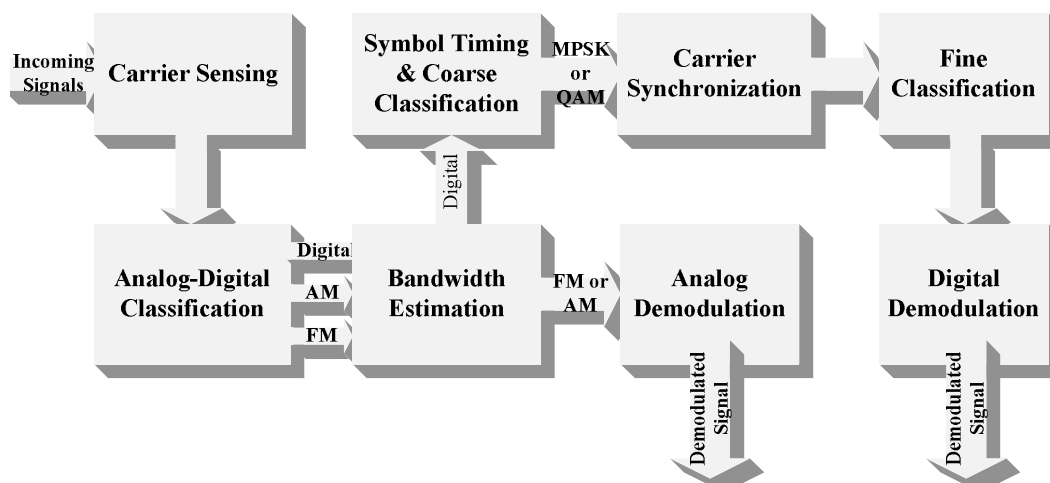 Incoming
Signals
Carrier Sensing
Symbol Timing
& Coarse
Classification
MPSK
or
QAM
Carrier
Synchronization
Fine
Classification
Digital
Analog-Digital
Classification
Digital
AM
FM
Bandwidth
Estimation
FM or
AM
Analog
Demodulation
Digital
Demodulation
Demodulated
Signal
Demodulated
Signal